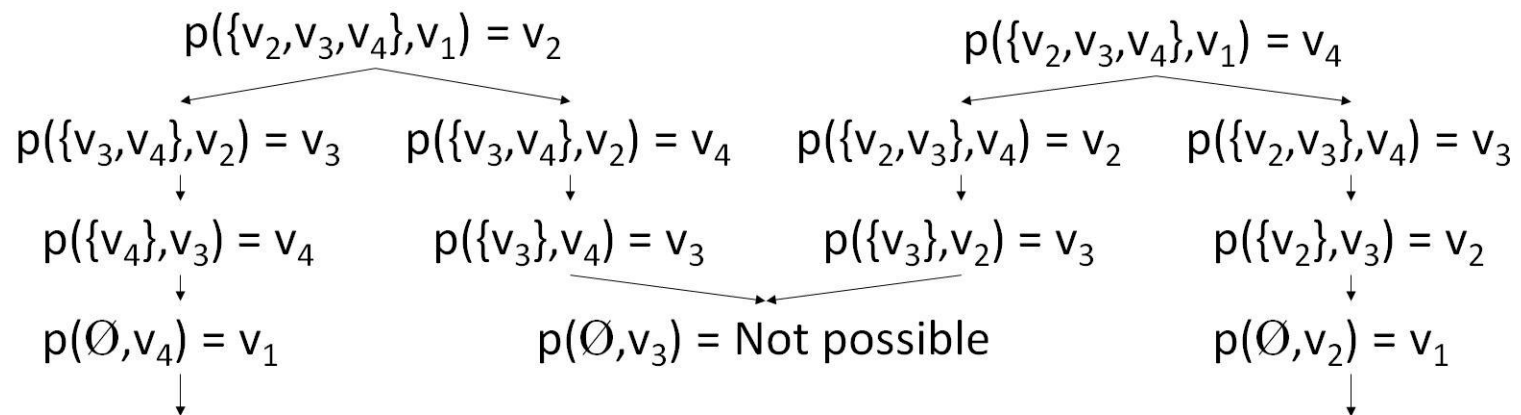 p({v₂,v₃,v₄},v₁) = v₂ p({v₂,v₃,v₄},v₁) = v₄
p({v₃,v₄},v₂) = v₃ p({v₃,v₄},v₂) = v₄ p({v₂,v₃},v₄) = v₂ p({v₂,v₃},v₄) = v₃
p({v₄},v₃) = v₄ p({v₃},v₄) = v₃ p({v₃},v₂) = v₃ p({v₂},v₃) = v₂
p(Ø,v₄) = v₁ p(Ø,v₃) = Not possible p(Ø,v₂) = v₁